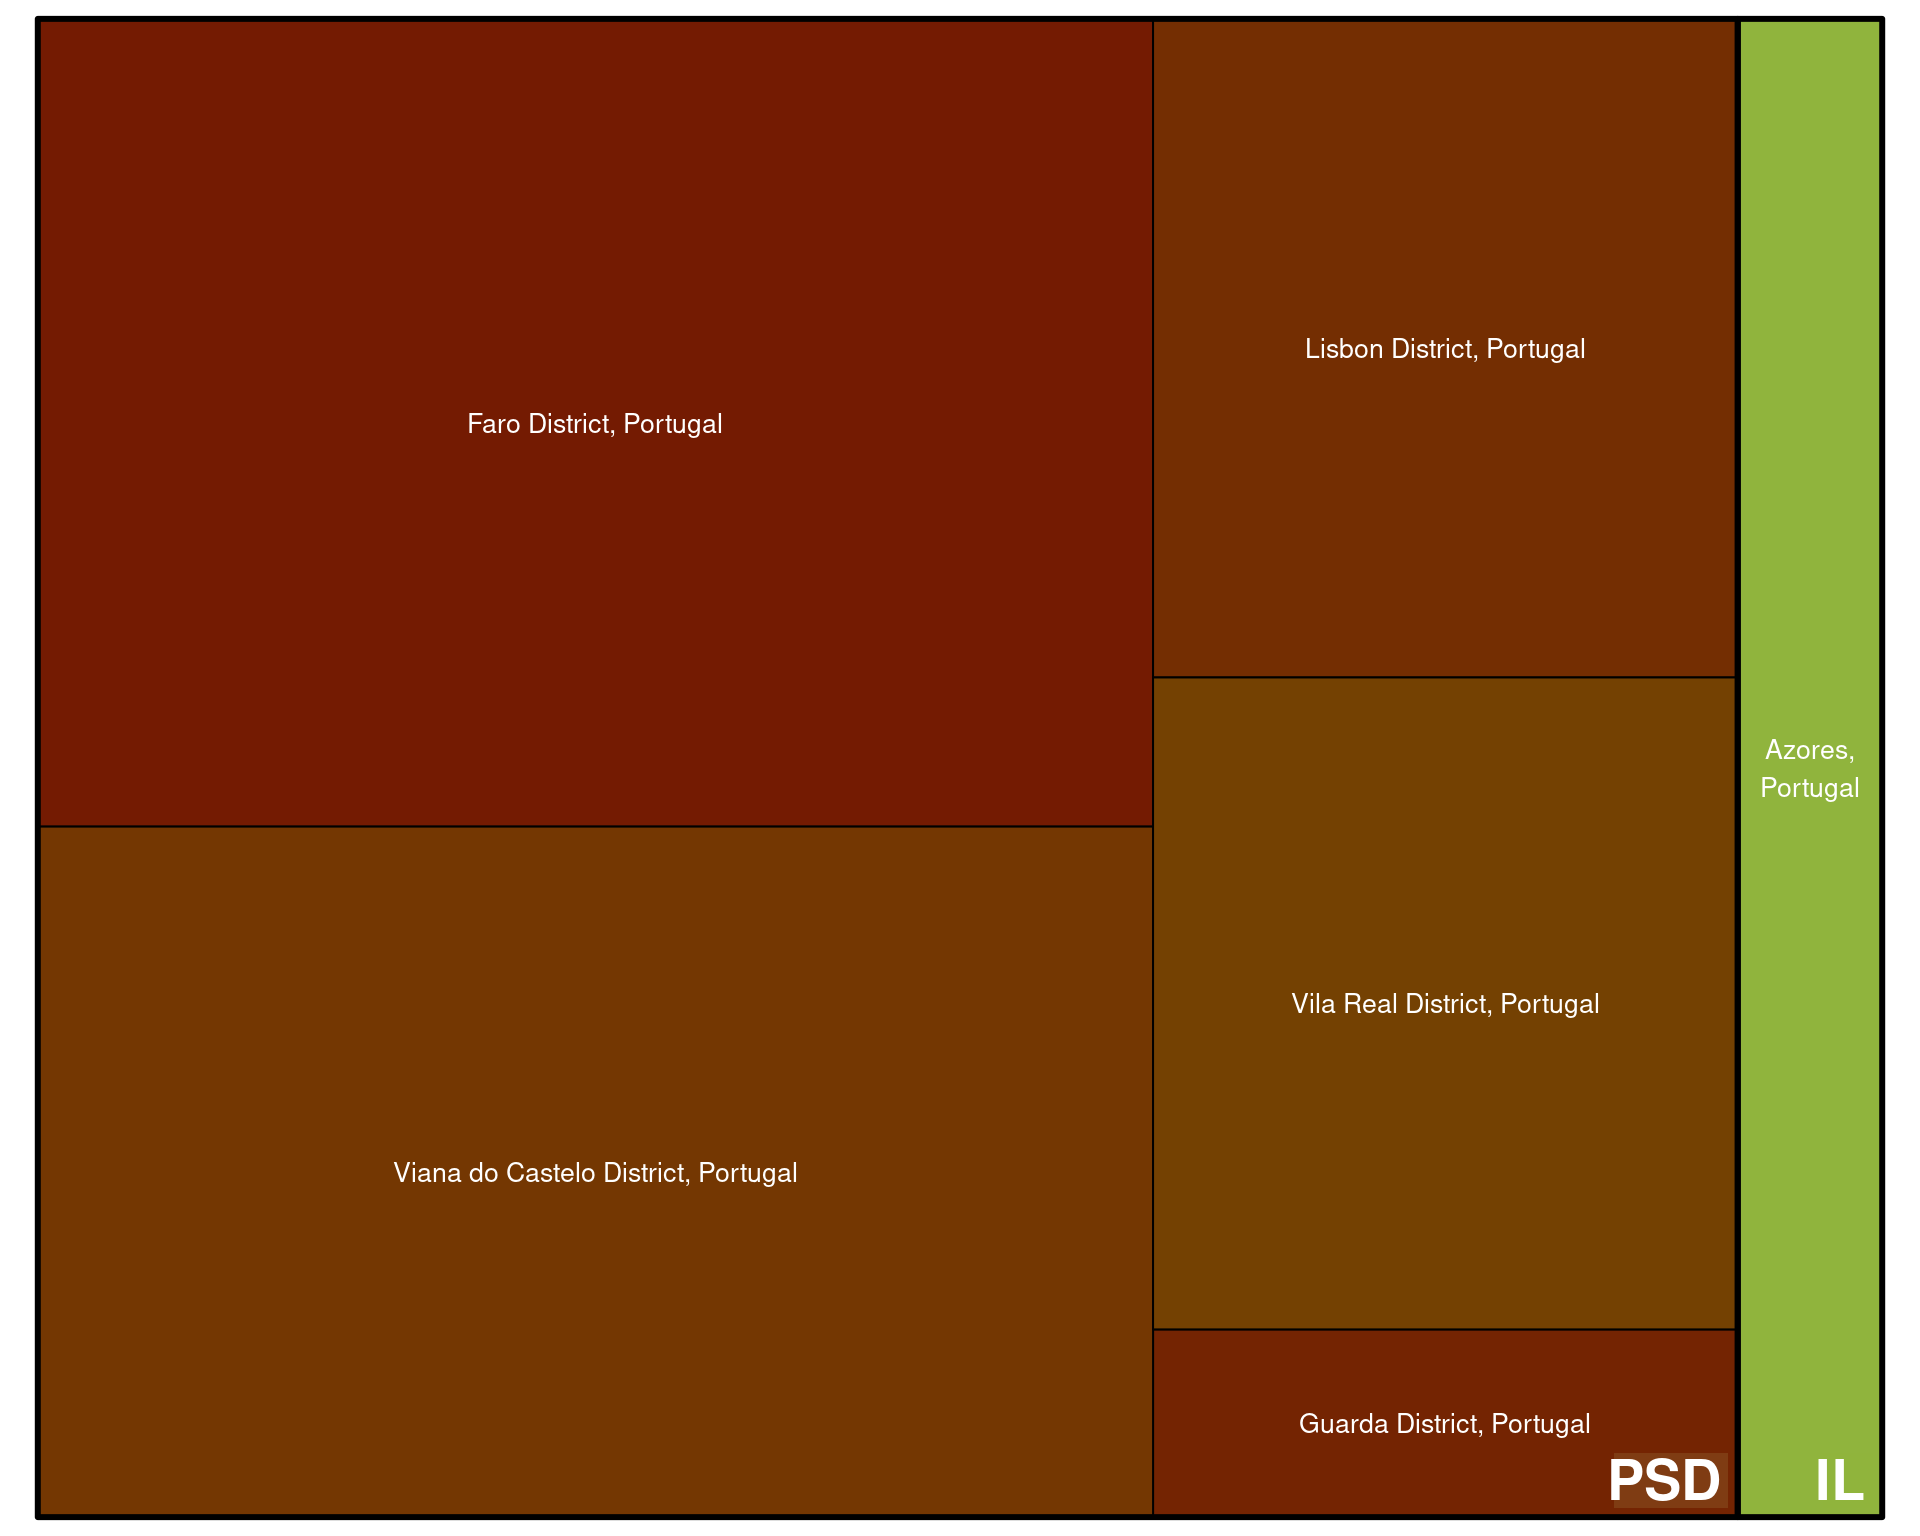 Faro District, Portugal
Lisbon District, Portugal
Azores,
Portugal
Vila Real District, Portugal
Viana do Castelo District, Portugal
Guarda District, Portugal
PSD
IL